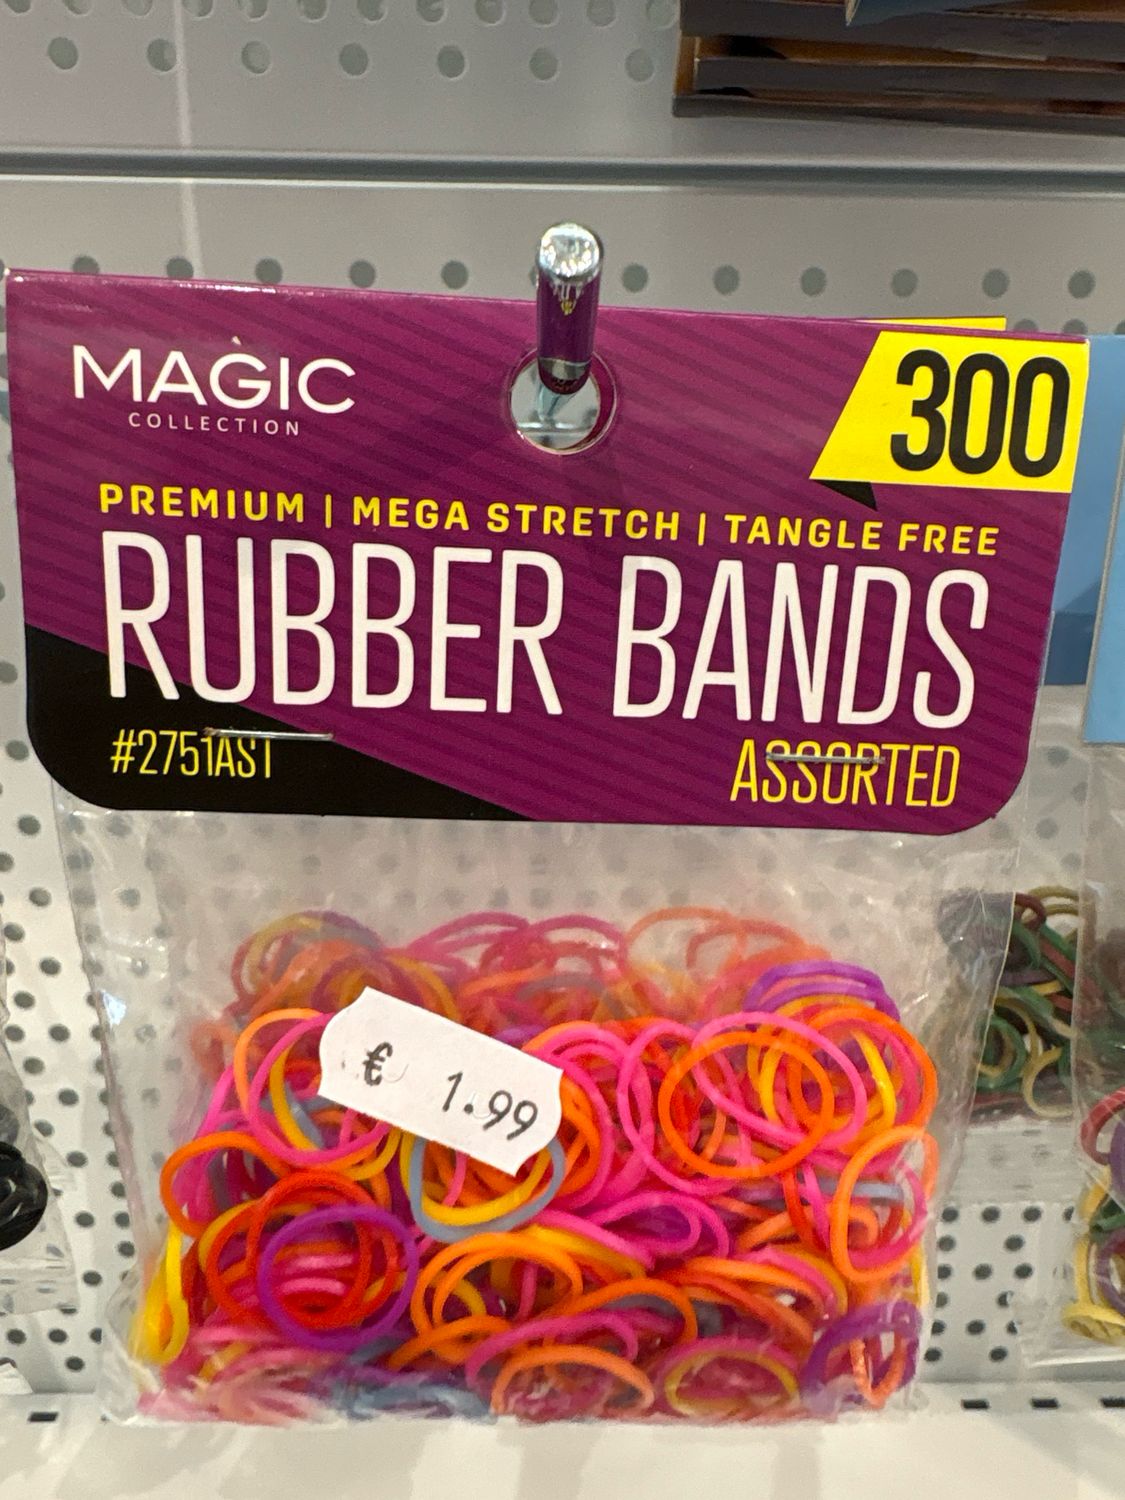 MAGIC
COLLECTION
300
PREMIUM | MEGA STRETCH | TANGLE FREE
RUBBER BANDS
#2751AST
ASSORTED
€ 1.99